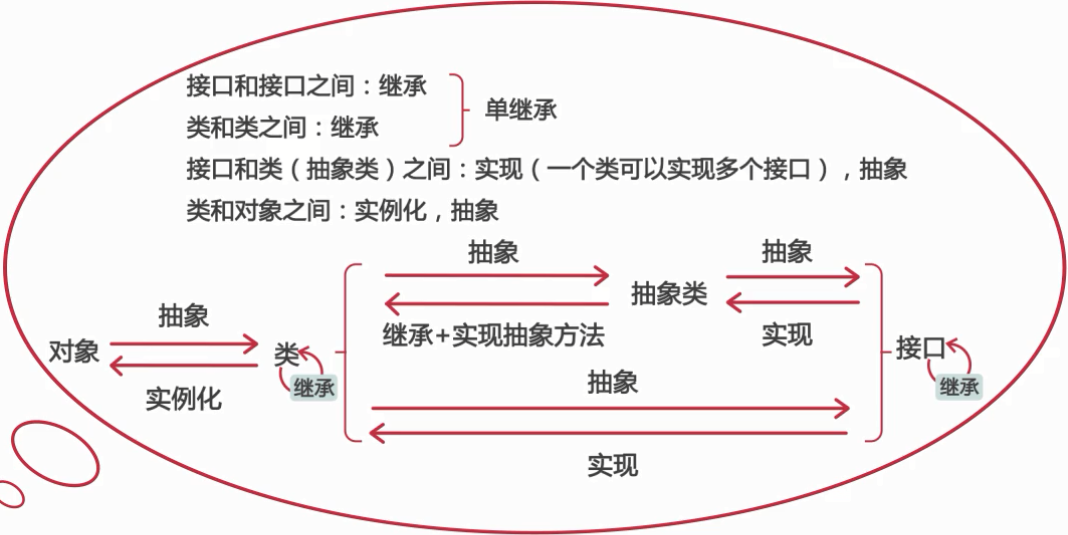 接口和接口之间：继承
类和类之间：继承
单继承
接口和类（抽象类）之间：实现（一个类可以实现多个接口），抽象
类和对象之间：实例化，抽象
抽象
抽象
抽象类
继承+实现抽象方法
实现
抽象
对象
类
接口
继承
继承
实例化
抽象
实现